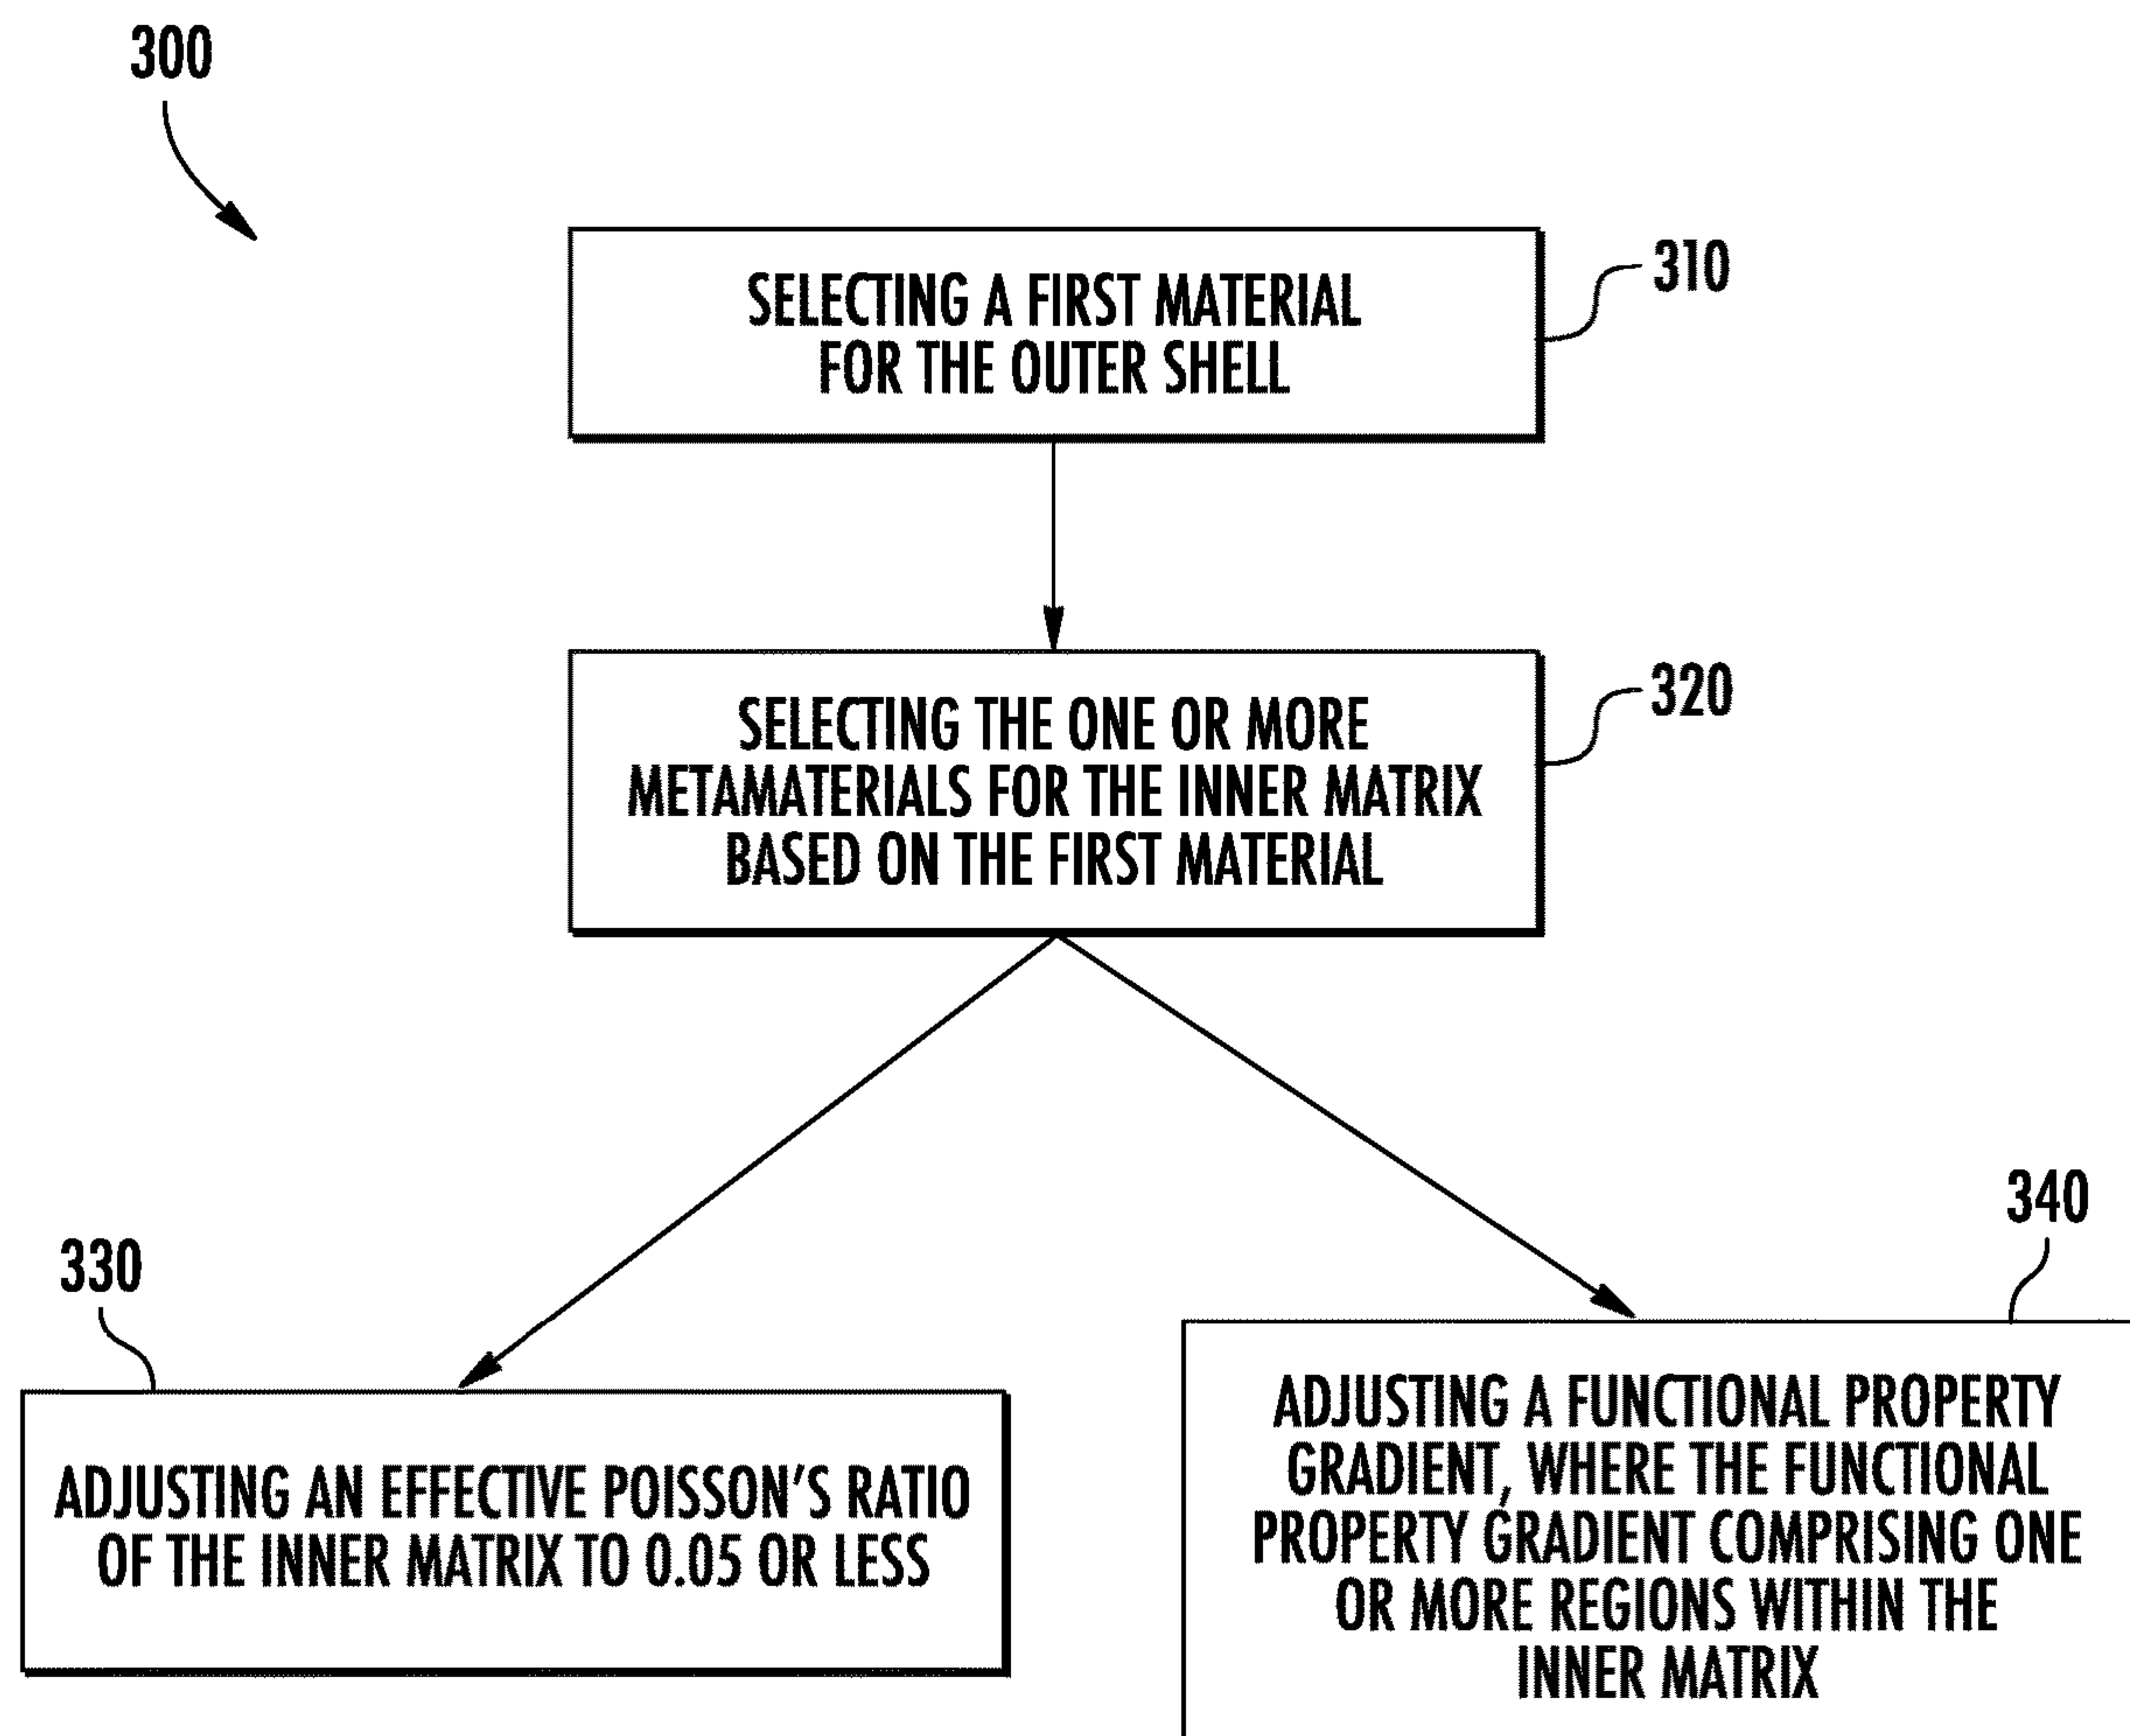 300
SELECTING A FIRST MATERIAL
FOR THE OUTER SHELL
310
SELECTING THE ONE OR MORE
METAMATERIALS FOR THE INNER MATRIX
BASED ON THE FIRST MATERIAL
320
330
ADJUSTING AN EFFECTIVE POISSON'S RATIO
OF THE INNER MATRIX TO 0.05 OR LESS
340
ADJUSTING A FUNCTIONAL PROPERTY
GRADIENT, WHERE THE FUNCTIONAL
PROPERTY GRADIENT COMPRISING ONE
OR MORE REGIONS WITHIN THE
INNER MATRIX